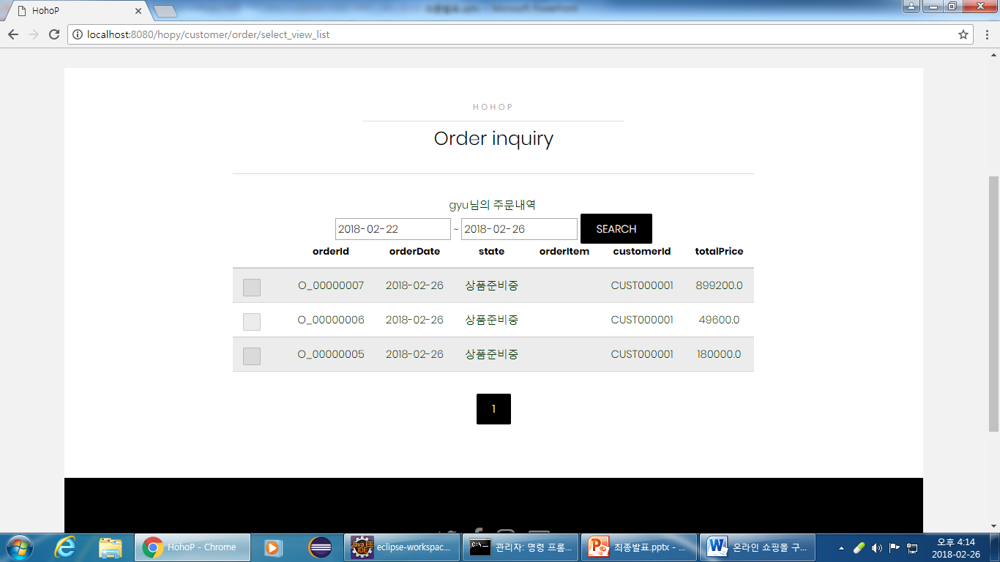 HohoP
localhost:8080/hopy/customer/order/select_view_list
HOHOP
Order inquiry
gyu님의 주문내역
2018-02-22 ~ 2018-02-26 SEARCH
orderId orderDate state orderItem customerId totalPrice
O_00000007 2018-02-26 상품준비중 CUST000001 899200.0
O_00000006 2018-02-26 상품준비중 CUST000001 49600.0
O_00000005 2018-02-26 상품준비중 CUST000001 180000.0
1
HohoP - Chrome
Java EE IDE
eclipse-workspac...
C:\.
관리자: 명령 프롬...
최종발표.pptx - ...
온라인 쇼핑몰 구...
오후 4:14
2018-02-26